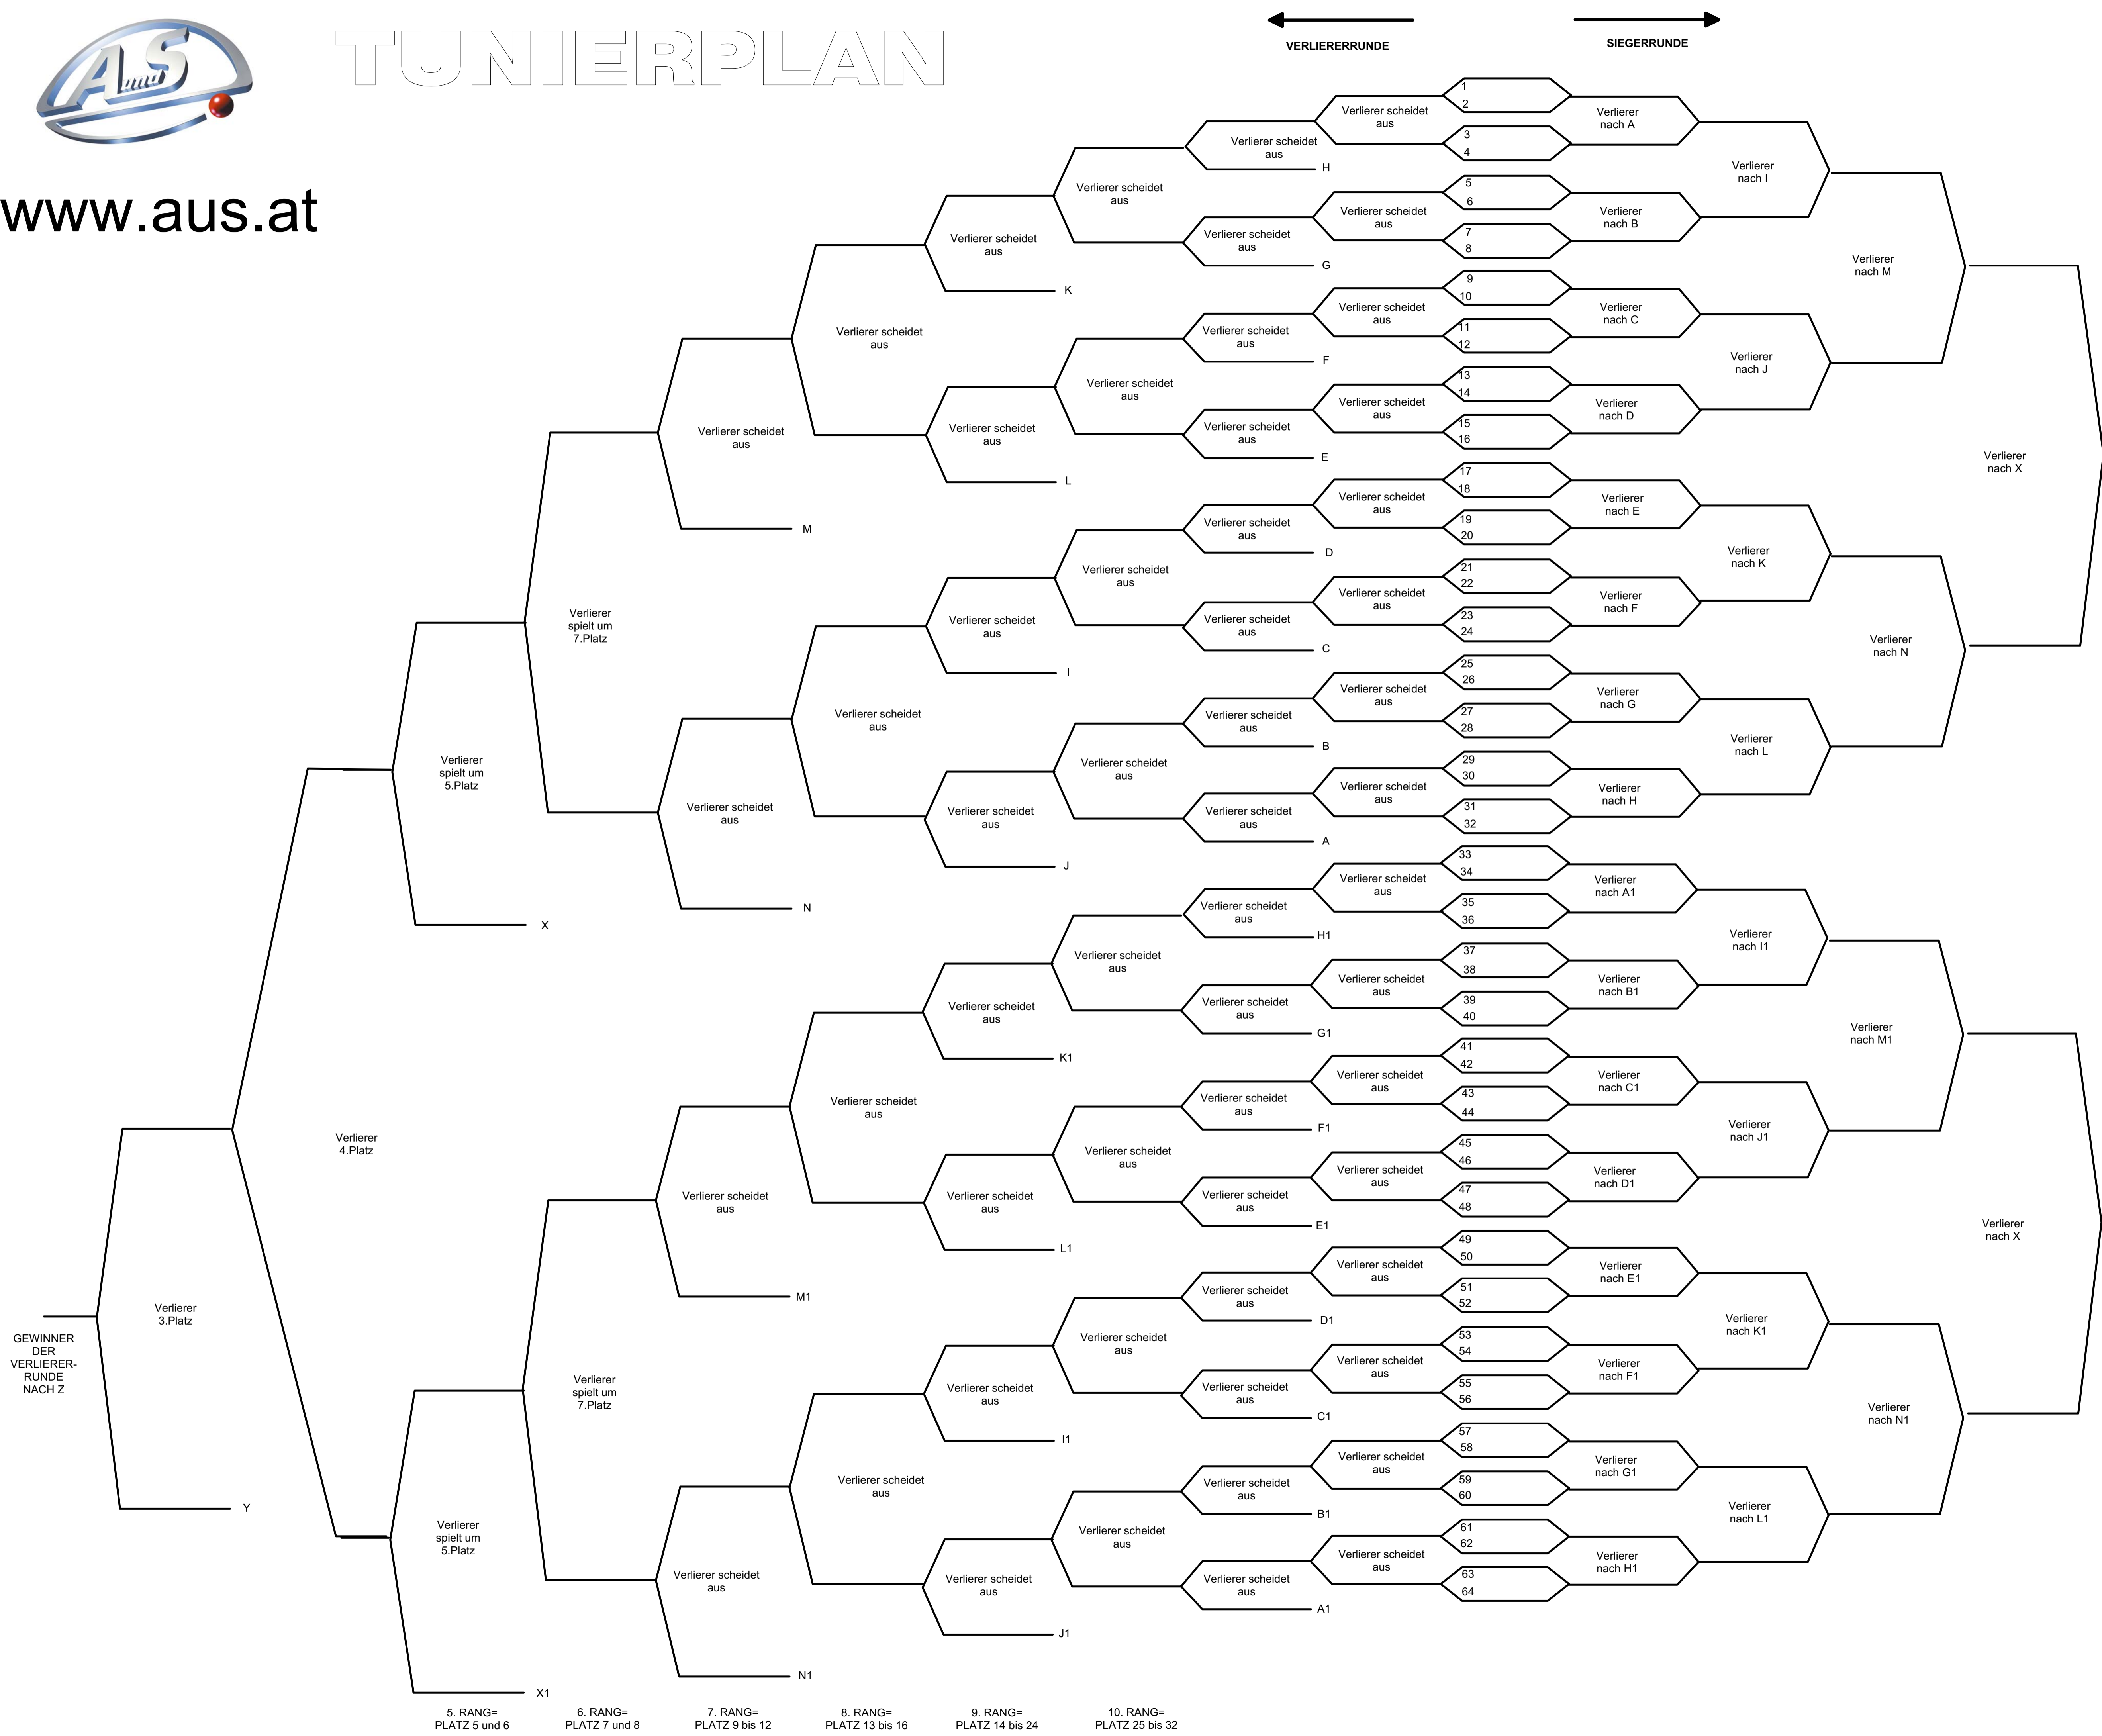 A und S
TUNIERPLAN
www.aus.at
VERLIERERRUNDE
SIEGERRUNDE
GEWINNER
DER
VERLIERER-
RUNDE
NACH Z
Verlierer
3.Platz
Y
Verlierer
4.Platz
Verlierer
spielt um
5.Platz
X
Verlierer
spielt um
5.Platz
X1
Verlierer
spielt um
7.Platz
Verlierer
spielt um
7.Platz
Verlierer scheidet
aus
M
Verlierer scheidet
aus
N
Verlierer scheidet
aus
M1
Verlierer scheidet
aus
N1
Verlierer scheidet
aus
Verlierer scheidet
aus
Verlierer scheidet
aus
Verlierer scheidet
aus
Verlierer scheidet
aus
K
Verlierer scheidet
aus
L
Verlierer scheidet
aus
I
Verlierer scheidet
aus
J
Verlierer scheidet
aus
K1
Verlierer scheidet
aus
L1
Verlierer scheidet
aus
I1
Verlierer scheidet
aus
J1
Verlierer scheidet
aus
Verlierer scheidet
aus
Verlierer scheidet
aus
Verlierer scheidet
aus
Verlierer scheidet
aus
Verlierer scheidet
aus
Verlierer scheidet
aus
Verlierer scheidet
aus
Verlierer scheidet
aus
H
Verlierer scheidet
aus
G
Verlierer scheidet
aus
F
Verlierer scheidet
aus
E
Verlierer scheidet
aus
D
Verlierer scheidet
aus
C
Verlierer scheidet
aus
B
Verlierer scheidet
aus
A
Verlierer scheidet
aus
H1
Verlierer scheidet
aus
G1
Verlierer scheidet
aus
F1
Verlierer scheidet
aus
E1
Verlierer scheidet
aus
D1
Verlierer scheidet
aus
C1
Verlierer scheidet
aus
B1
Verlierer scheidet
aus
A1
Verlierer scheidet
aus
Verlierer scheidet
aus
Verlierer scheidet
aus
Verlierer scheidet
aus
Verlierer scheidet
aus
Verlierer scheidet
aus
Verlierer scheidet
aus
Verlierer scheidet
aus
Verlierer scheidet
aus
Verlierer scheidet
aus
Verlierer scheidet
aus
Verlierer scheidet
aus
Verlierer scheidet
aus
Verlierer scheidet
aus
Verlierer scheidet
aus
Verlierer scheidet
aus
1
2
3
4
5
6
7
8
9
10
11
12
13
14
15
16
17
18
19
20
21
22
23
24
25
26
27
28
29
30
31
32
33
34
35
36
37
38
39
40
41
42
43
44
45
46
47
48
49
50
51
52
53
54
55
56
57
58
59
60
61
62
63
64
Verlierer
nach A
Verlierer
nach B
Verlierer
nach C
Verlierer
nach D
Verlierer
nach E
Verlierer
nach F
Verlierer
nach G
Verlierer
nach H
Verlierer
nach A1
Verlierer
nach B1
Verlierer
nach C1
Verlierer
nach D1
Verlierer
nach E1
Verlierer
nach F1
Verlierer
nach G1
Verlierer
nach H1
Verlierer
nach I
Verlierer
nach J
Verlierer
nach K
Verlierer
nach L
Verlierer
nach I1
Verlierer
nach J1
Verlierer
nach K1
Verlierer
nach L1
Verlierer
nach M
Verlierer
nach N
Verlierer
nach M1
Verlierer
nach N1
Verlierer
nach X
Verlierer
nach X
5. RANG=
PLATZ 5 und 6
6. RANG=
PLATZ 7 und 8
7. RANG=
PLATZ 9 bis 12
8. RANG=
PLATZ 13 bis 16
9. RANG=
PLATZ 14 bis 24
10. RANG=
PLATZ 25 bis 32